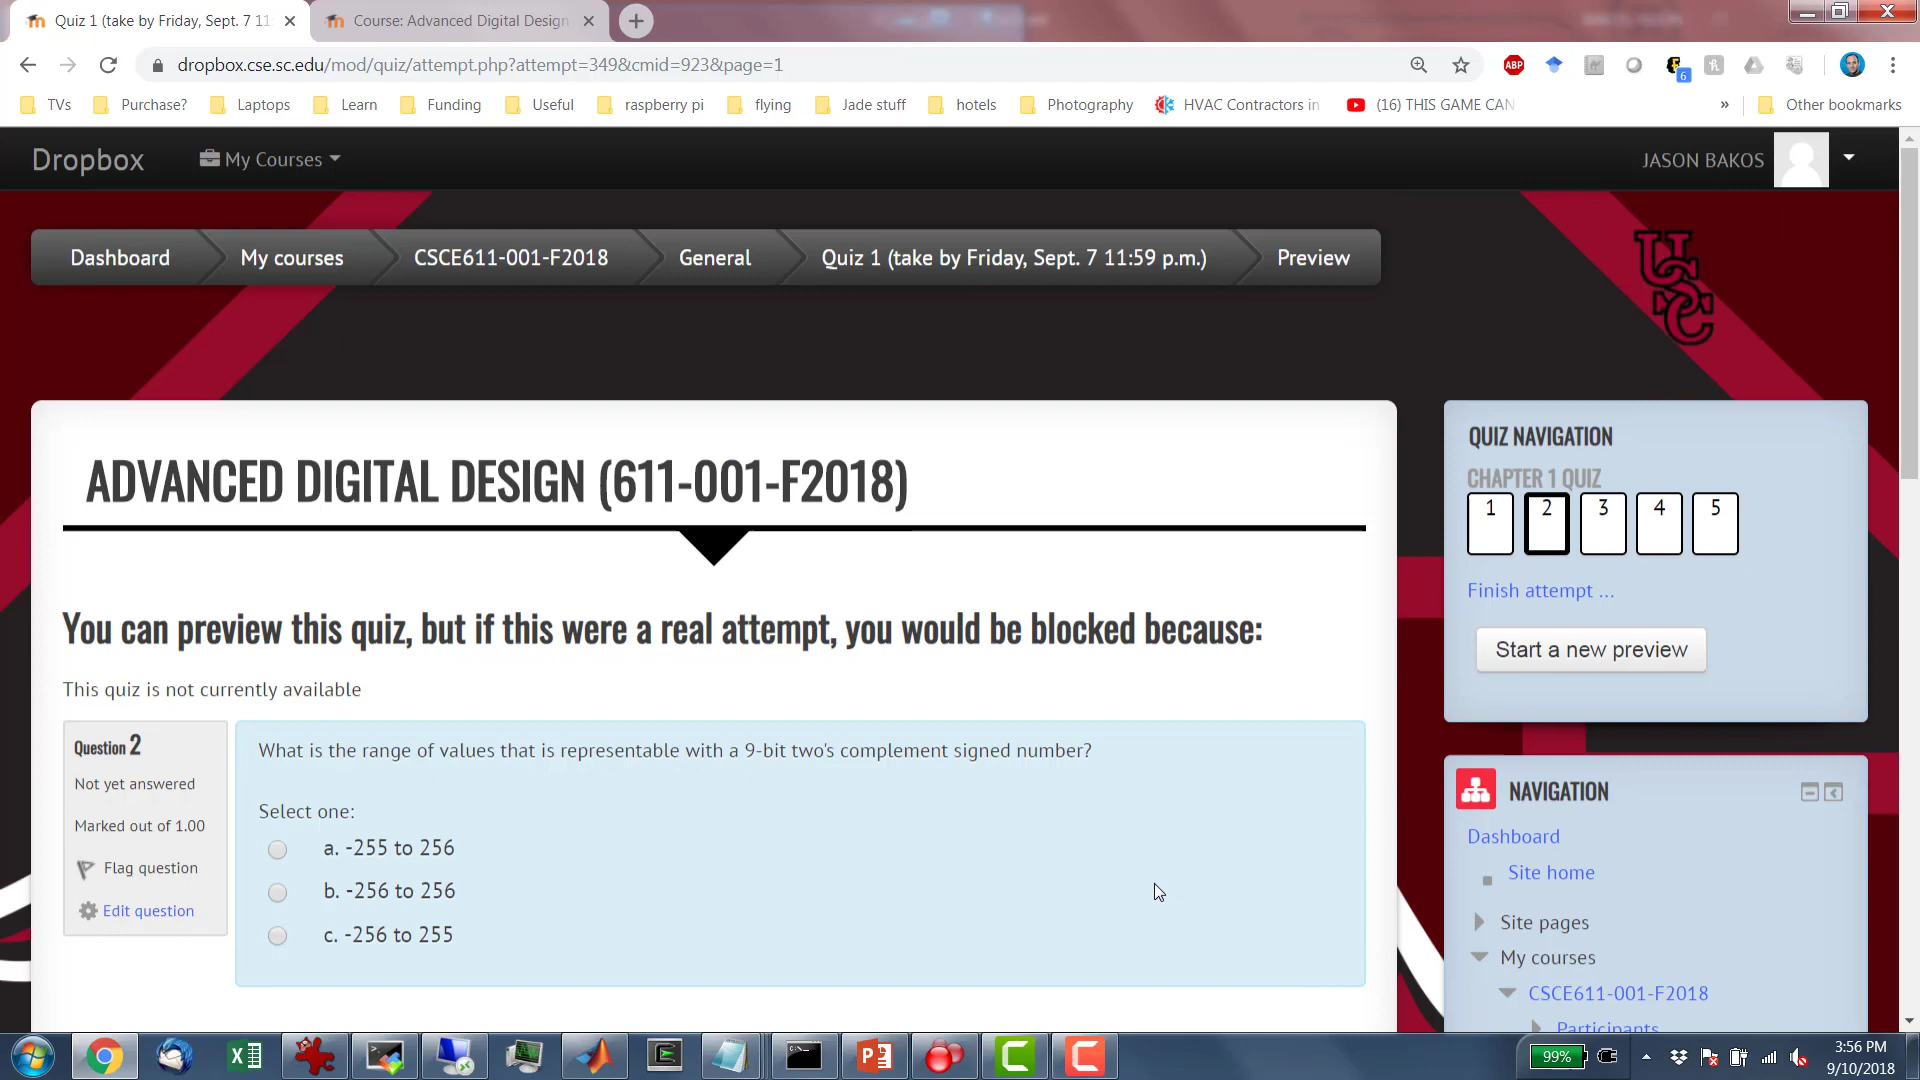 Quiz 1 (take by Friday, Sept. 7 11:
Course: Advanced Digital Design
dropbox.cse.sc.edu/mod/quiz/attempt.php?attempt=349&cmid=923&page=1
ABP
6
TVs
Purchase?
Laptops
Learn
Funding
Useful
raspberry pi
flying
Jade stuff
hotels
Photography
HVAC Contractors in
(16) THIS GAME CAN
»
Other bookmarks
Dropbox
My Courses
JASON BAKOS
Dashboard
My courses
CSCE611-001-F2018
General
Quiz 1 (take by Friday, Sept. 7 11:59 p.m.)
Preview
USC
ADVANCED DIGITAL DESIGN (611-001-F2018)
You can preview this quiz, but if this were a real attempt, you would be blocked because:
This quiz is not currently available
Question 2
Not yet answered
Marked out of 1.00
Flag question
Edit question
What is the range of values that is representable with a 9-bit two's complement signed number?
Select one:
a. -255 to 256
b. -256 to 256
c. -256 to 255
QUIZ NAVIGATION
CHAPTER 1 QUIZ
1
2
3
4
5
Finish attempt ...
Start a new preview
NAVIGATION
Dashboard
Site home
Site pages
My courses
CSCE611-001-F2018
Participants
99%
3:56 PM
9/10/2018